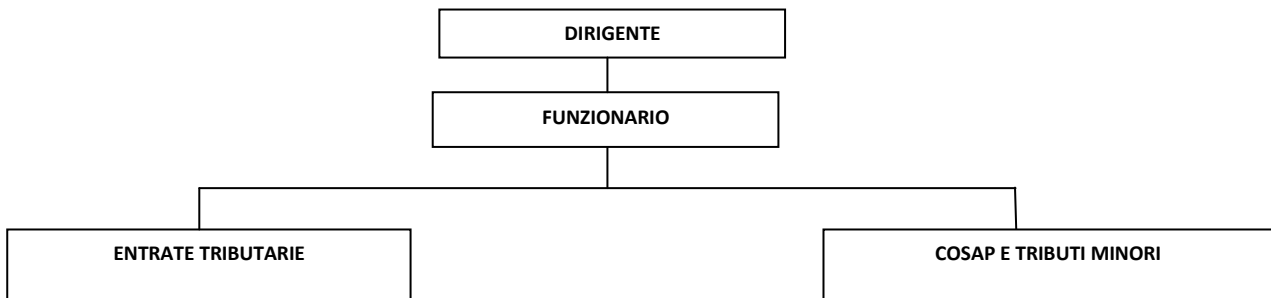 DIRIGENTE
FUNZIONARIO
ENTRATE TRIBUTARIE
COSAP E TRIBUTI MINORI